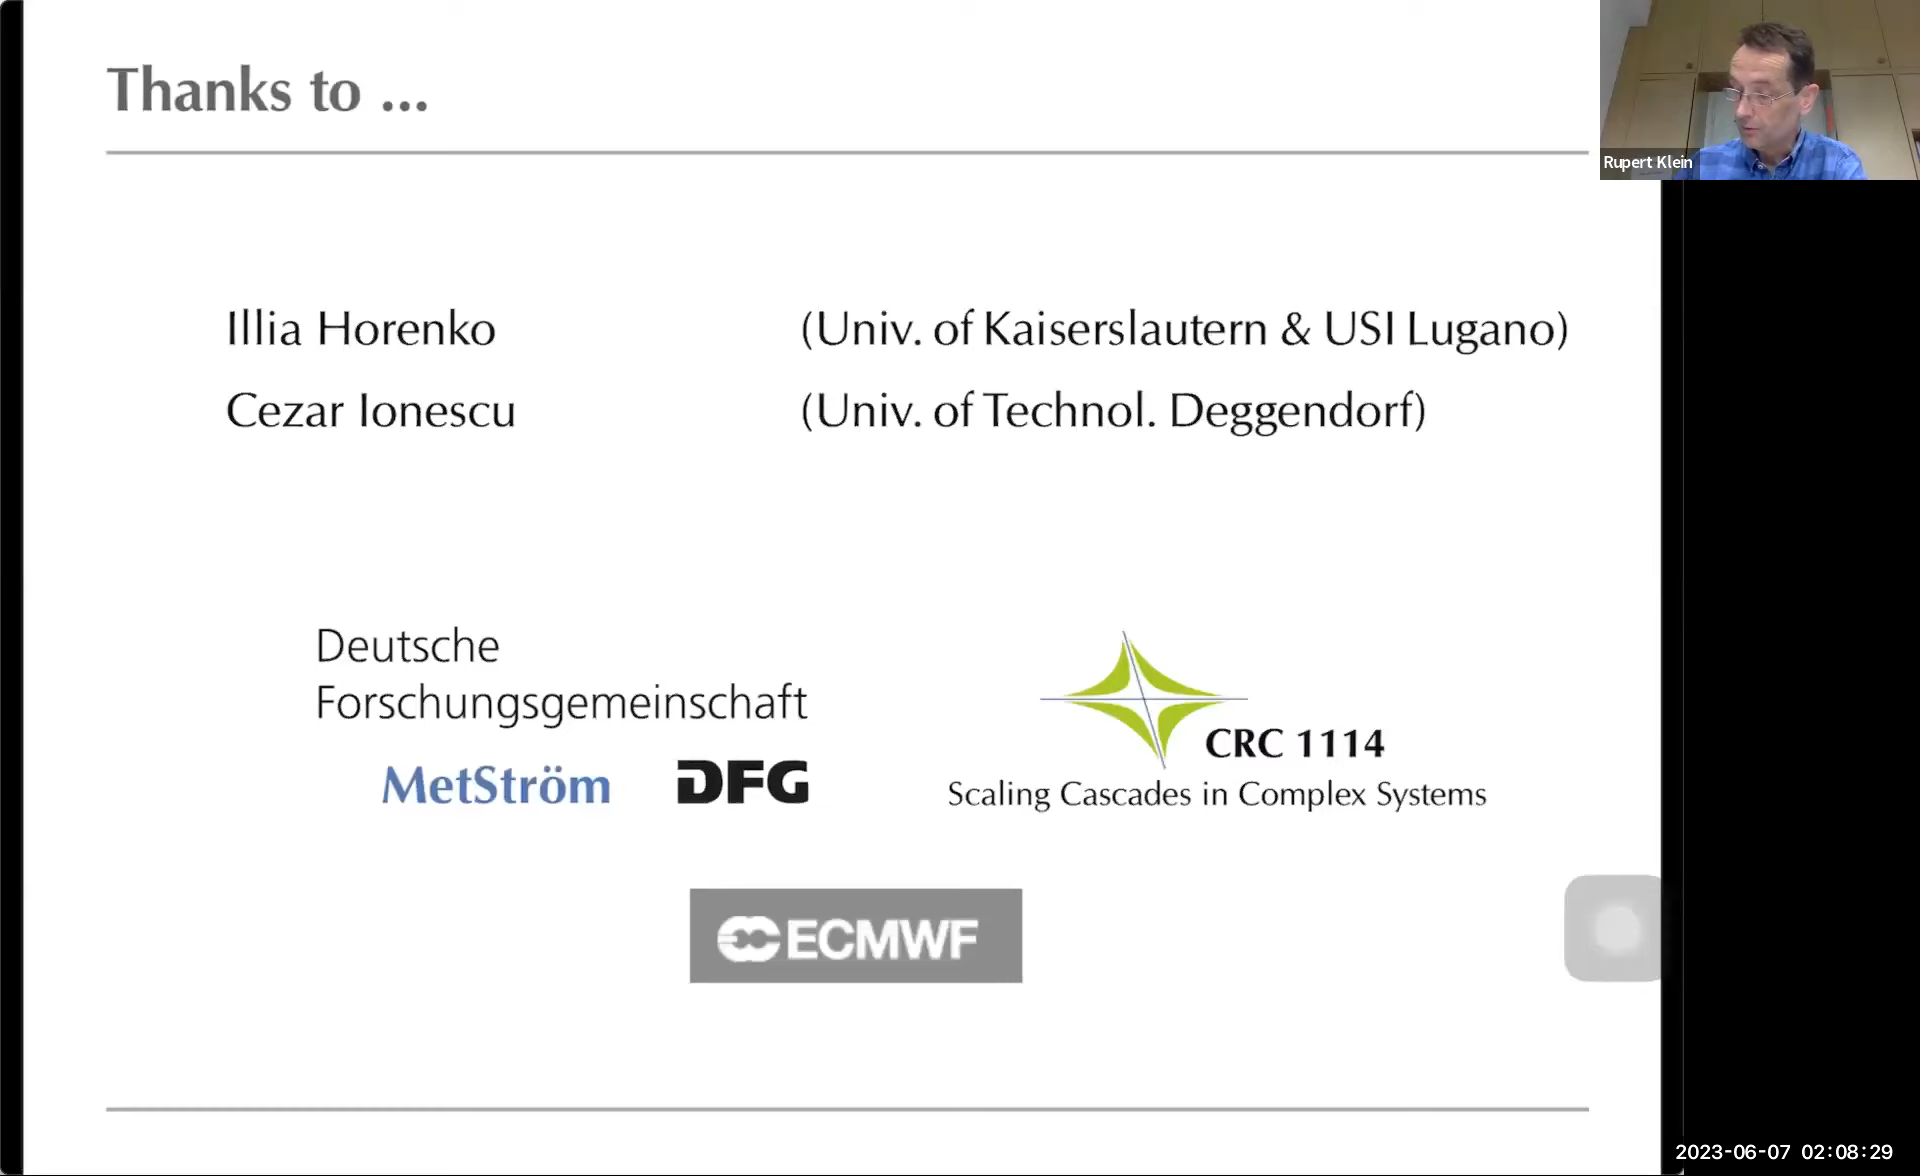 Thanks to ...
Rupert Klein
Illia Horenko (Univ. of Kaiserslautern & USI Lugano)
Cezar Ionescu (Univ. of Technol. Deggendorf)
Deutsche
Forschungsgemeinschaft
MetStröm DFG
CRC 1114
Scaling Cascades in Complex Systems
ECMWF
2023-06-07 02:08:29